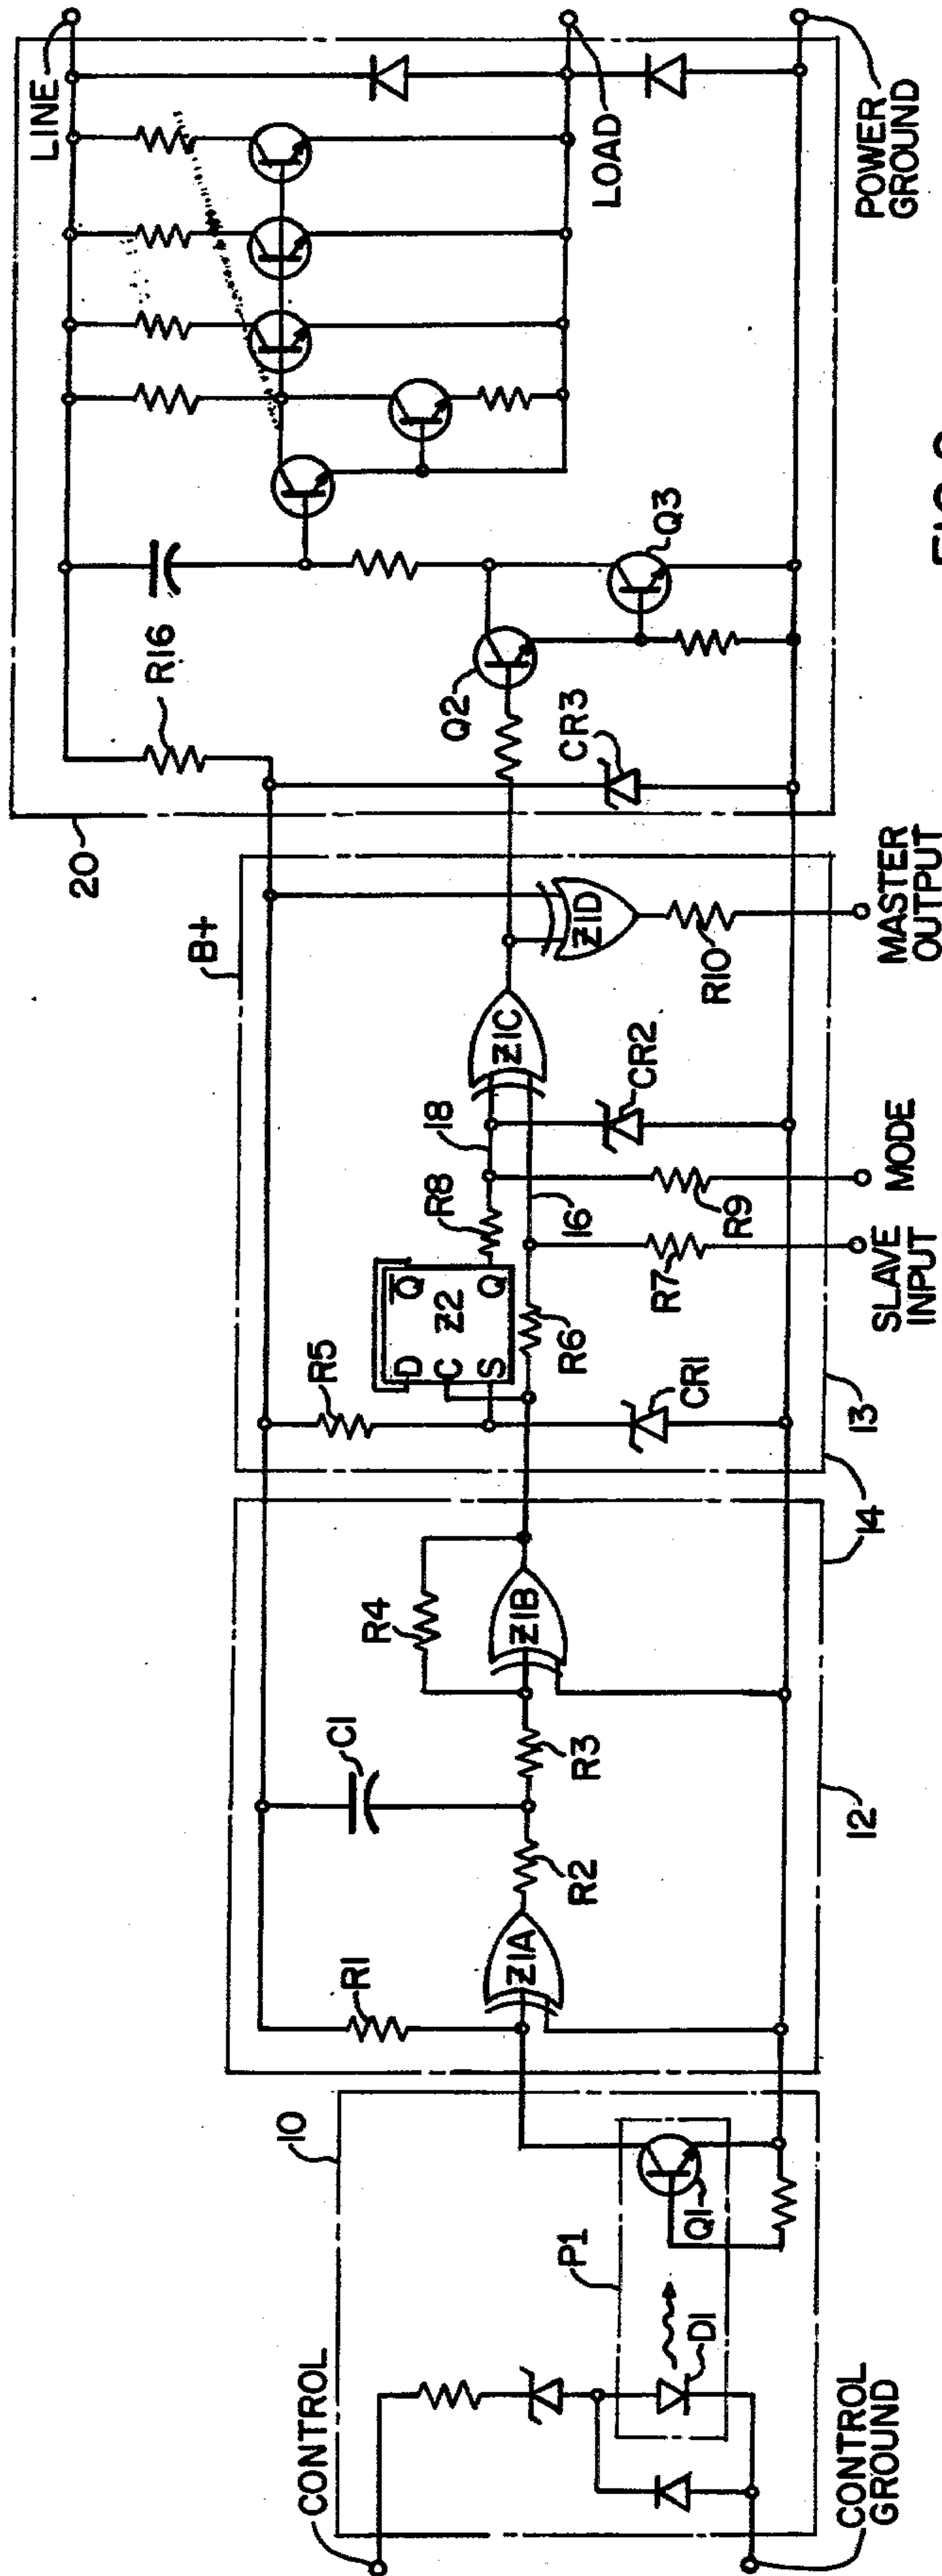 CONTROL
10
P1
D1
Q1
CONTROL
GROUND
R1
Z1A
R2
C1
R3
R4
Z1B
12
14
13
R5
D
C
S
Q
Q
Z2
R8
R6
CR1
18
16
R7
R9
CR2
Z1C
B+
Z1D
R10
SLAVE
INPUT
MODE
MASTER
OUTPUT
20
R16
CR3
Q2
Q3
LINE
LOAD
POWER
GROUND